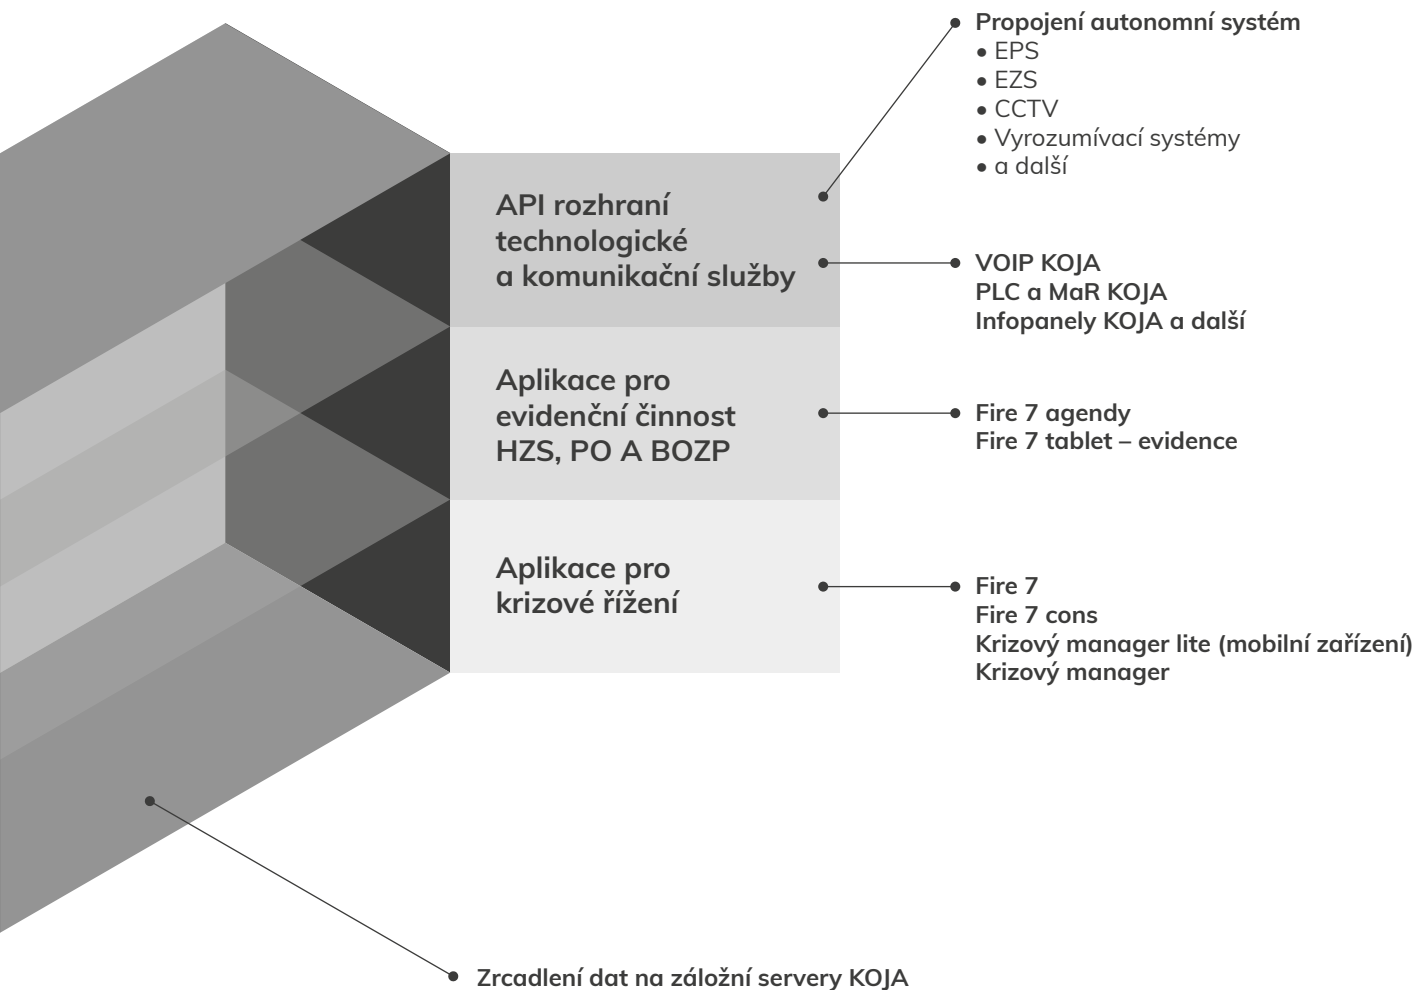 Propojení autonomní systém
• EPS
• EZS
• CCTV
• Vyrozumívací systémy
• a další
API rozhraní
technologické
a komunikační služby
VOIP KOJA
PLC a MaR KOJA
Infopanely KOJA a další
Aplikace pro
evidenční činnost
HZS, PO A BOZP
Fire 7 agendy
Fire 7 tablet – evidence
Aplikace pro
krizové řížení
Fire 7
Fire 7 cons
Krizový manager lite (mobilní zařízení)
Krizový manager
Zrcadlení dat na záložní servery KOJA